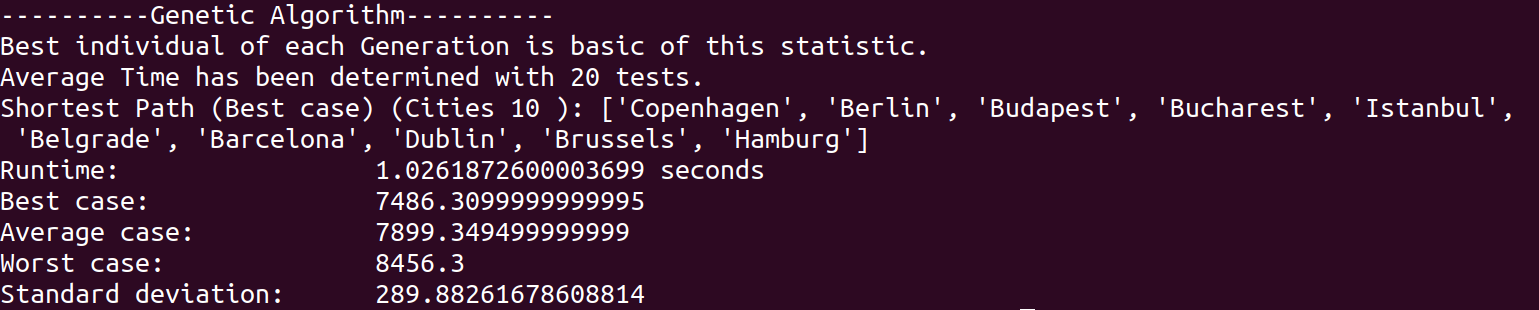 ----------Genetic Algorithm----------
Best individual of each Generation is basic of this statistic.
Average Time has been determined with 20 tests.
Shortest Path (Best case) (Cities 10 ): ['Copenhagen', 'Berlin', 'Budapest', 'Bucharest', 'Istanbul',
 'Belgrade', 'Barcelona', 'Dublin', 'Brussels', 'Hamburg']
Runtime:                 1.0261872600003699 seconds
Best case:               7486.3099999999995
Average case:            7899.349499999999
Worst case:              8456.3
Standard deviation:      289.88261678608814